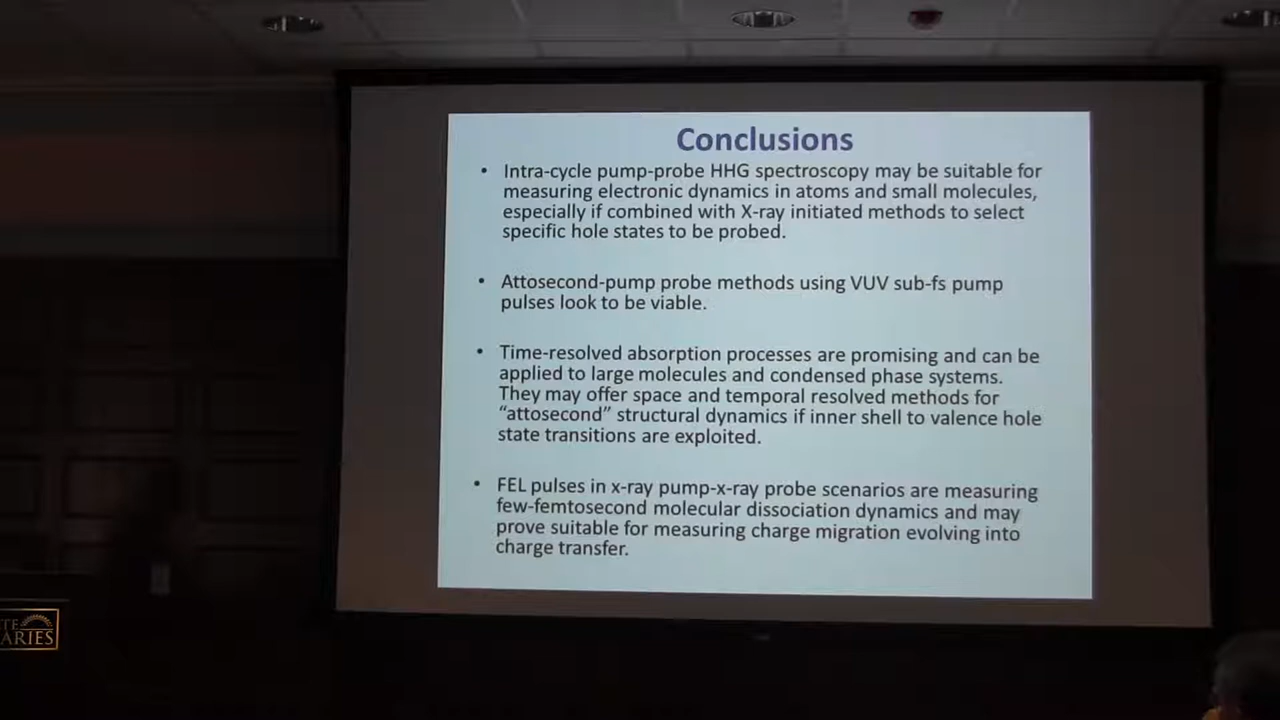 Conclusions
• Intra-cycle pump-probe HHG spectroscopy may be suitable for
measuring electronic dynamics in atoms and small molecules,
especially if combined with X-ray initiated methods to select
specific hole states to be probed.
• Attosecond-pump probe methods using VUV sub-fs pump
pulses look to be viable.
• Time-resolved absorption processes are promising and can be
applied to large molecules and condensed phase systems.
They may offer space and temporal resolved methods for
“attosecond” structural dynamics if inner shell to valence hole
state transitions are exploited.
• FEL pulses in x-ray pump-x-ray probe scenarios are measuring
few-femtosecond molecular dissociation dynamics and may
prove suitable for measuring charge migration evolving into
charge transfer.
TE
ARIES